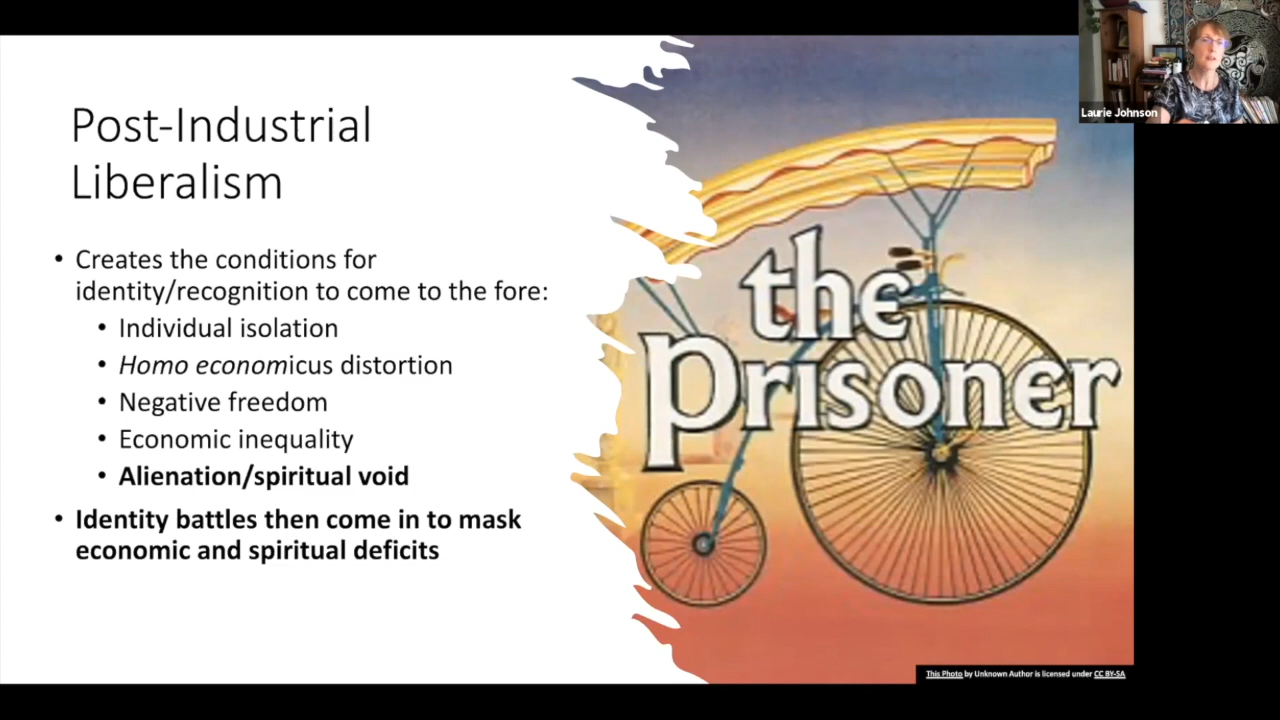 Post-Industrial
Liberalism
• Creates the conditions for
identity/recognition to come to the fore:
• Individual isolation
• Homo economicus distortion
• Negative freedom
• Economic inequality
• Alienation/spiritual void
• Identity battles then come in to mask
economic and spiritual deficits
the
Prisoner
Laurie Johnson
This Photo by Unknown Author is licensed under CC BY-SA